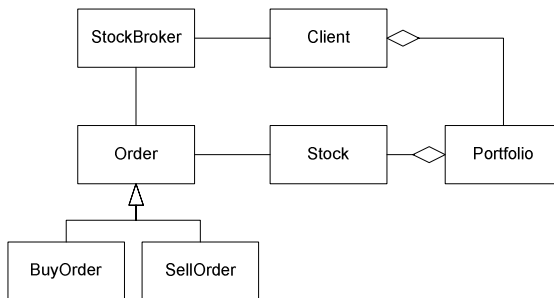 StockBroker
Client
Order
Stock
Portfolio
BuyOrder
SellOrder